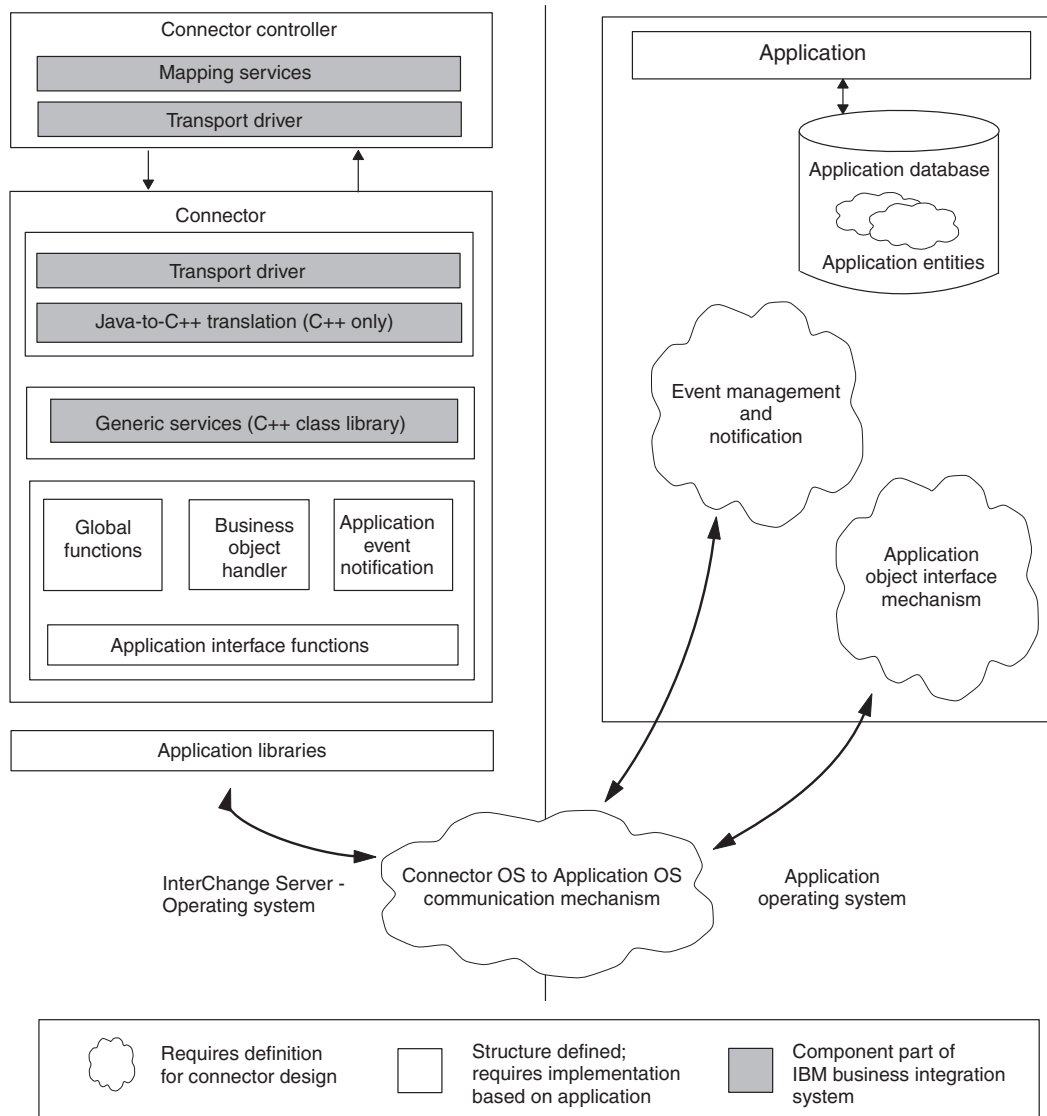 Connector controller
Mapping services
Transport driver
Connector
Transport driver
Java-to-C++ translation (C++ only)
Generic services (C++ class library)
Global
functions
Business
object
handler
Application
event
notification
Application interface functions
Application libraries
InterChange Server -
Operating system
Application
Application database
Application entities
Event management
and
notification
Application
object interface
mechanism
Connector OS to Application OS
communication mechanism
Application
operating system
Requires definition
for connector design
Structure defined;
requires implementation
based on application
Component part of
IBM business integration
system